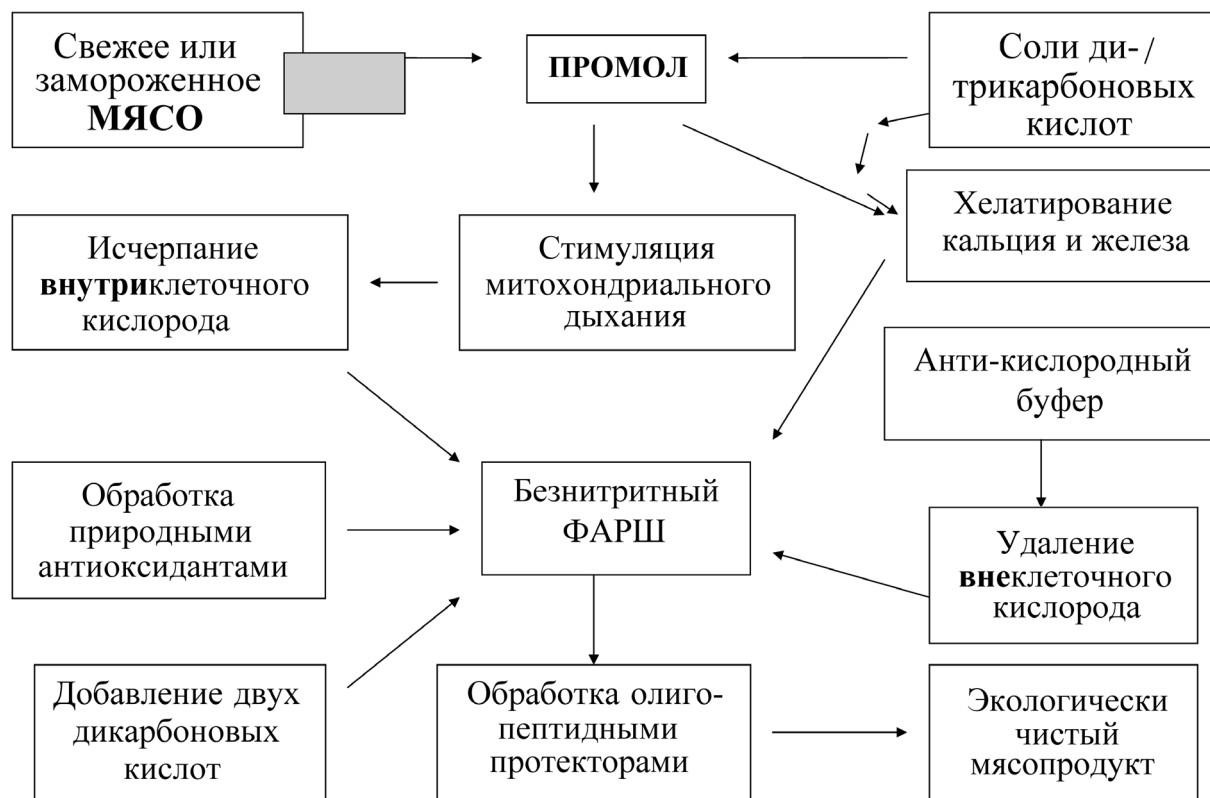 Свежее или
замороженное
МЯСО
ПРОМОЛ
Соли ди-/
трикарбоновых
кислот
Хелатирование
кальция и железа
Исчерпание
внутриклеточного
кислорода
Стимуляция
митохондриального
дыхания
Анти-кислородный
буфер
Обработка
природными
антиоксидантами
Безнитритный
ФАРШ
Удаление
внеклеточного
кислорода
Добавление двух
дикарбоновых
кислот
Обработка олиго-
пептидными
протекторами
Экологически
чистый
мясопродукт